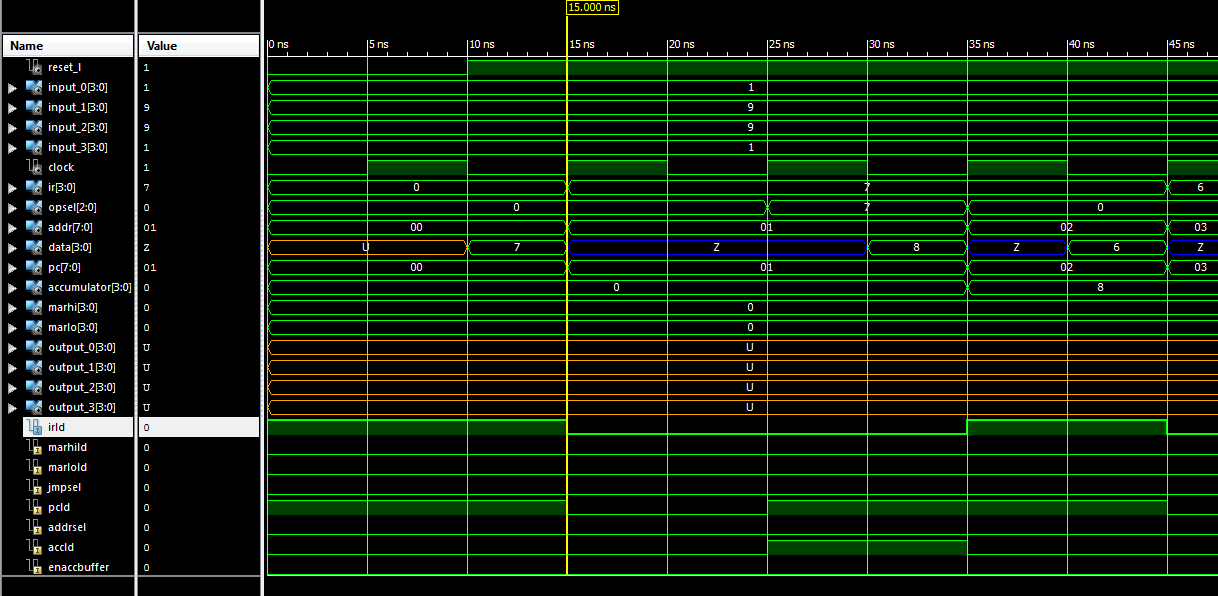 15.000 ns
Name Value 0 ns 5 ns 10 ns 15 ns 20 ns 25 ns 30 ns 35 ns 40 ns 45 ns
reset_l 1
input_0[3:0] 1 1
input_1[3:0] 9 9
input_2[3:0] 9 9
input_3[3:0] 1 1
clock 1
ir[3:0] 7 0 7 6
opsel[2:0] 0 0 7 0
addr[7:0] 01 00 01 02 03
data[3:0] Z U 7 Z 8 Z 6 Z
pc[7:0] 01 00 01 02 03
accumulator[3:0] 0 0 8
marhi[3:0] 0 0
marlo[3:0] 0 0
output_0[3:0] U U
output_1[3:0] U U
output_2[3:0] U U
output_3[3:0] U U
irld 0
marhild 0
marlold 0
jmpsel 0
pcld 0
addrsel 0
accld 0
enaccbuffer 0